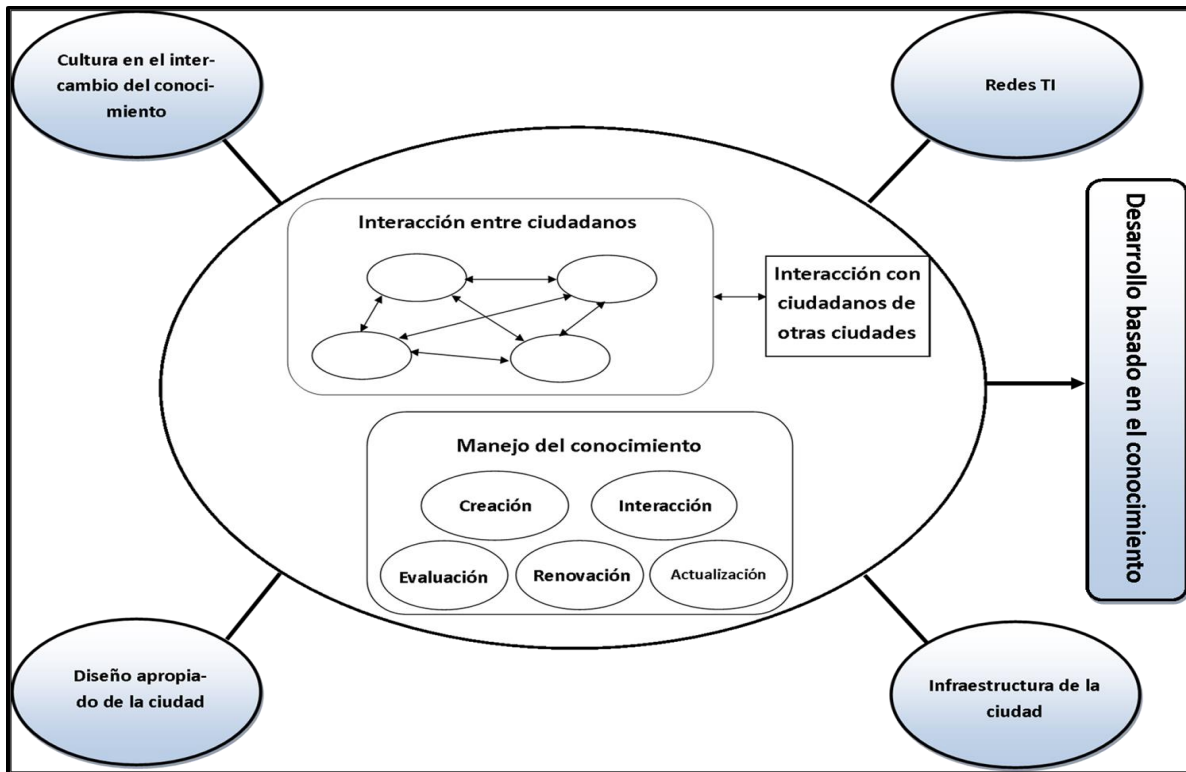 Cultura en el inter-
cambio del conoci-
miento
Redes TI
Interacción entre ciudadanos
Interacción con
ciudadanos de
otras ciudades
Desarrollo basado en el conocimiento
Manejo del conocimiento
Creación
Interacción
Evaluación
Renovación
Actualización
Diseño apropia-
do de la ciudad
Infraestructura de la
ciudad